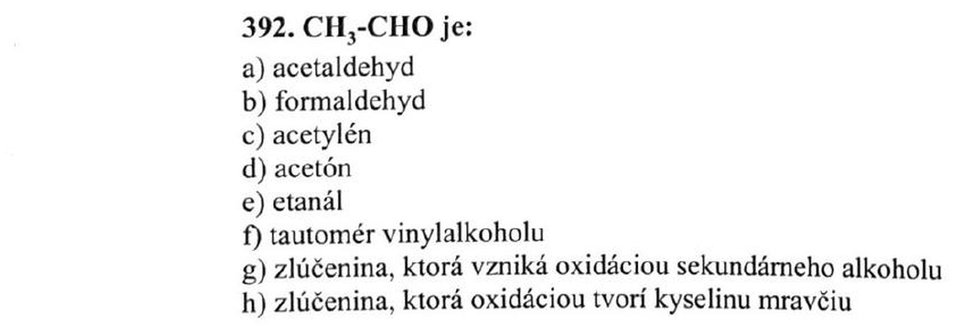 392. CH₃-CHO je:
a) acetaldehyd
b) formaldehyd
c) acetylén
d) acetón
e) etanál
f) tautomér vinylalkoholu
g) zlúčenina, ktorá vzniká oxidáciou sekundárneho alkoholu
h) zlúčenina, ktorá oxidáciou tvorí kyselinu mravčiu